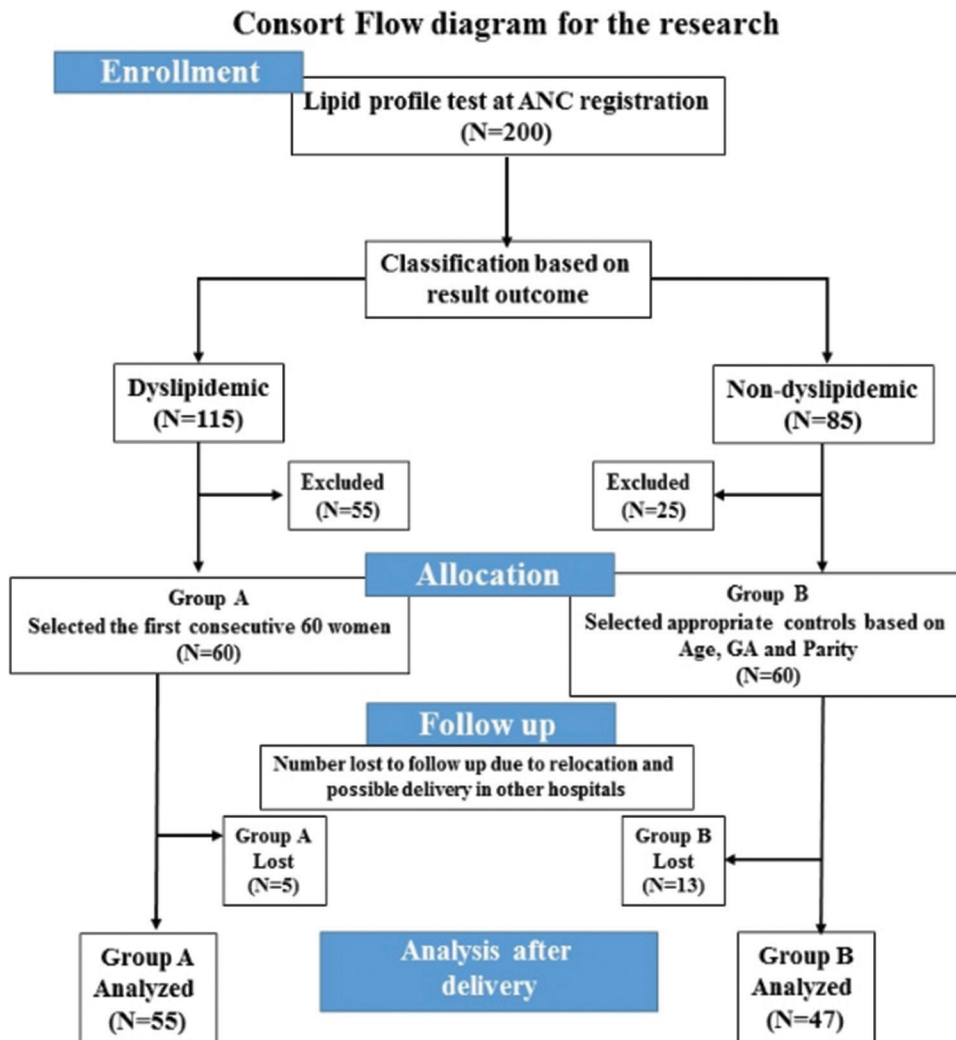 Consort Flow diagram for the research
Enrollment
Lipid profile test at ANC registration
(N=200)
Classification based on
result outcome
Dyslipidemic
(N=115)
Non-dyslipidemic
(N=85)
Excluded
(N=55)
Excluded
(N=25)
Allocation
Group A
Selected the first consecutive 60 women
(N=60)
Group B
Selected appropriate controls based on
Age, GA and Parity
(N=60)
Follow up
Number lost to follow up due to relocation and
possible delivery in other hospitals
Group A
Lost
(N=5)
Group B
Lost
(N=13)
Group A
Analyzed
(N=55)
Analysis after
delivery
Group B
Analyzed
(N=47)